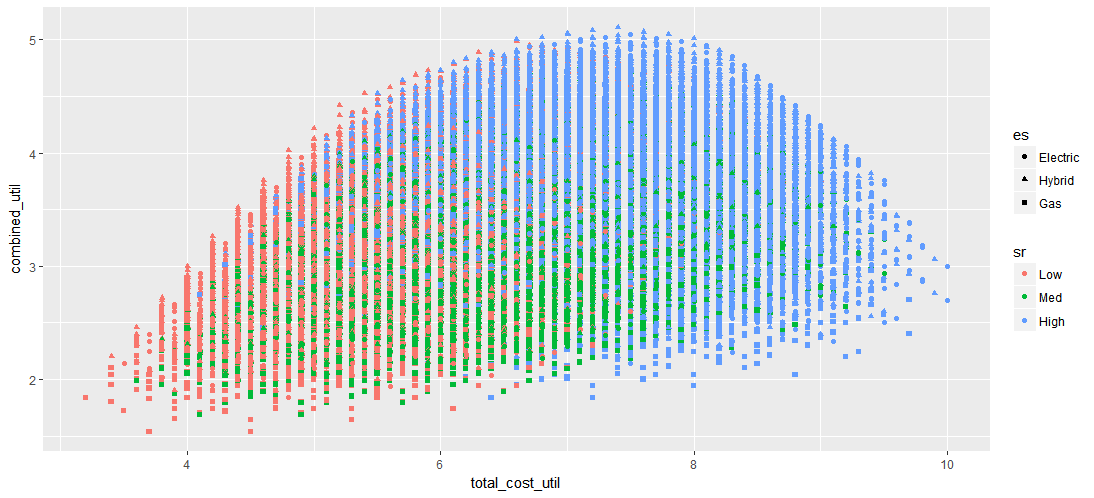 5
4
3
2
combined_util
4
6
8
10
total_cost_util
es
Electric
Hybrid
Gas
sr
Low
Med
High